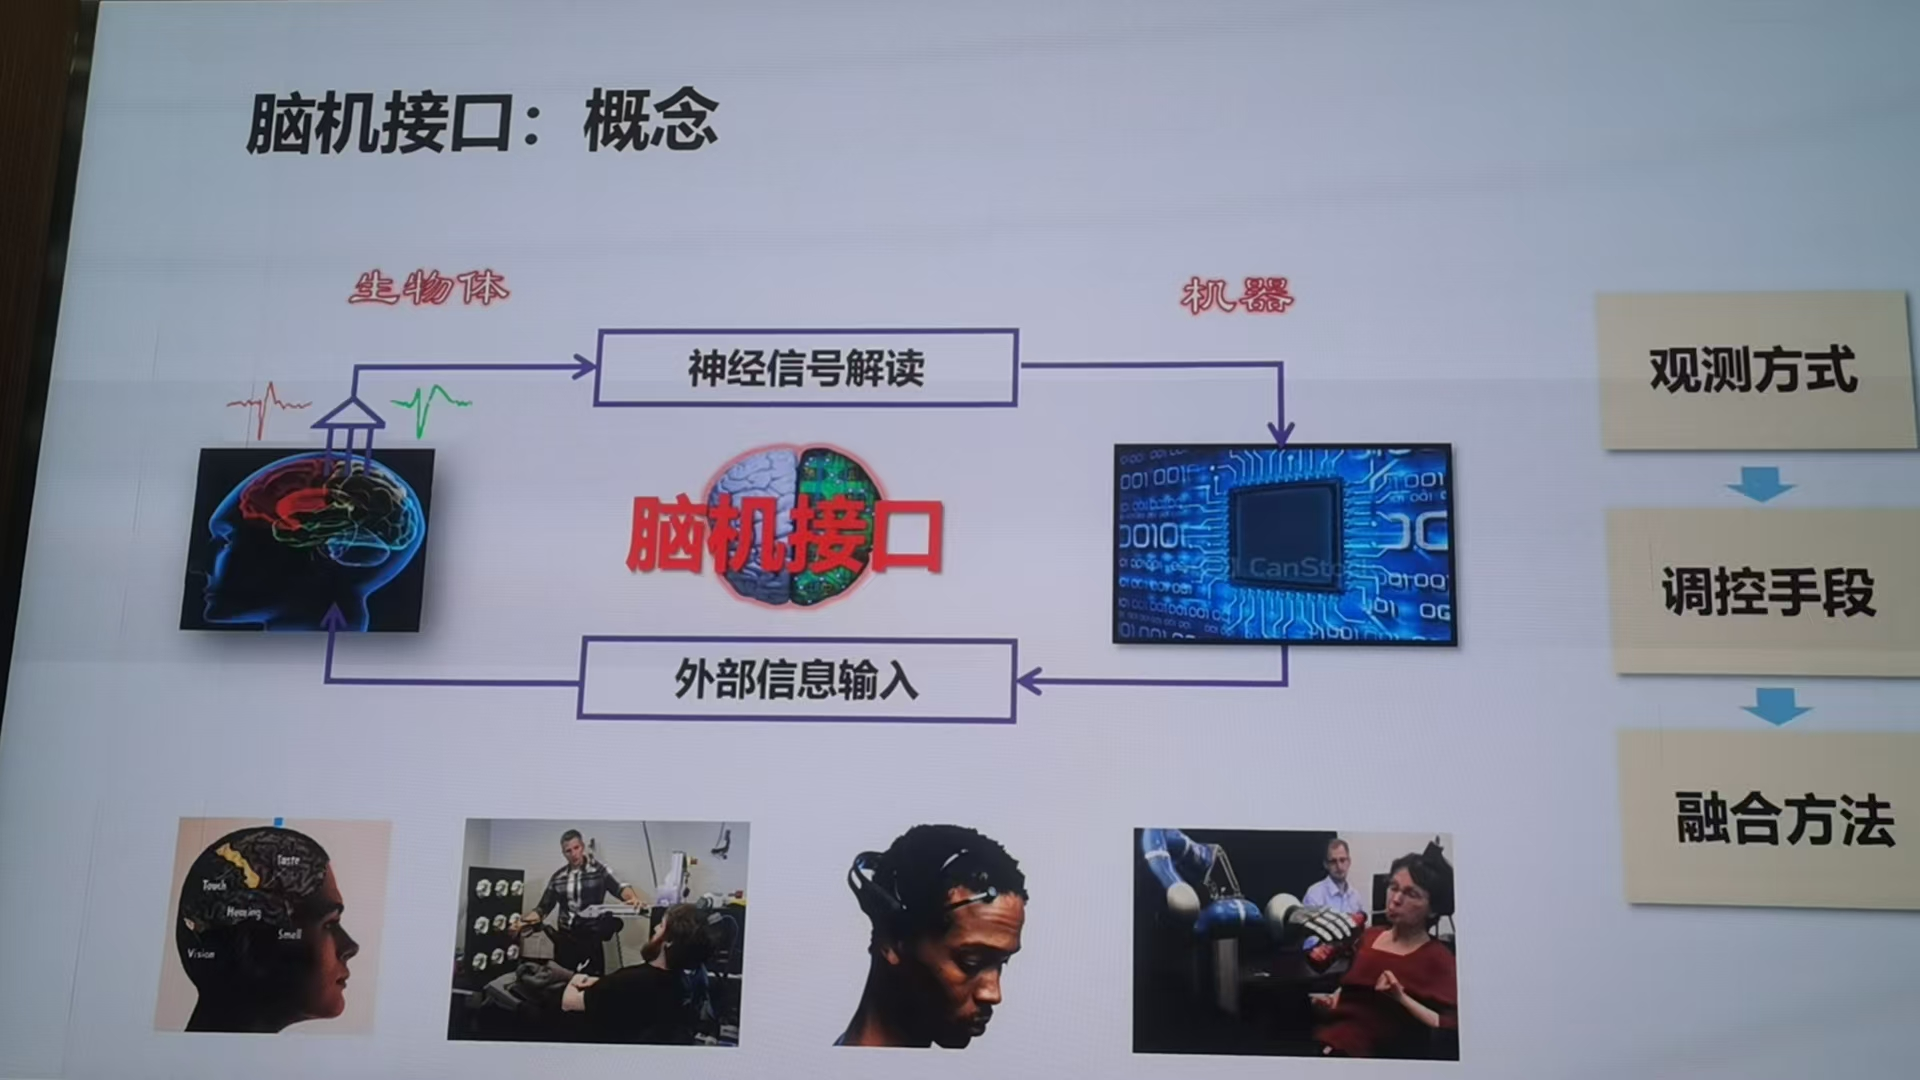 脑机接口：概念
生物体
机器
神经信号解读
脑机接口
外部信息输入
观测方式
调控手段
融合方法
CanSto
Taste
Touch
Hearing
Smell
Vision